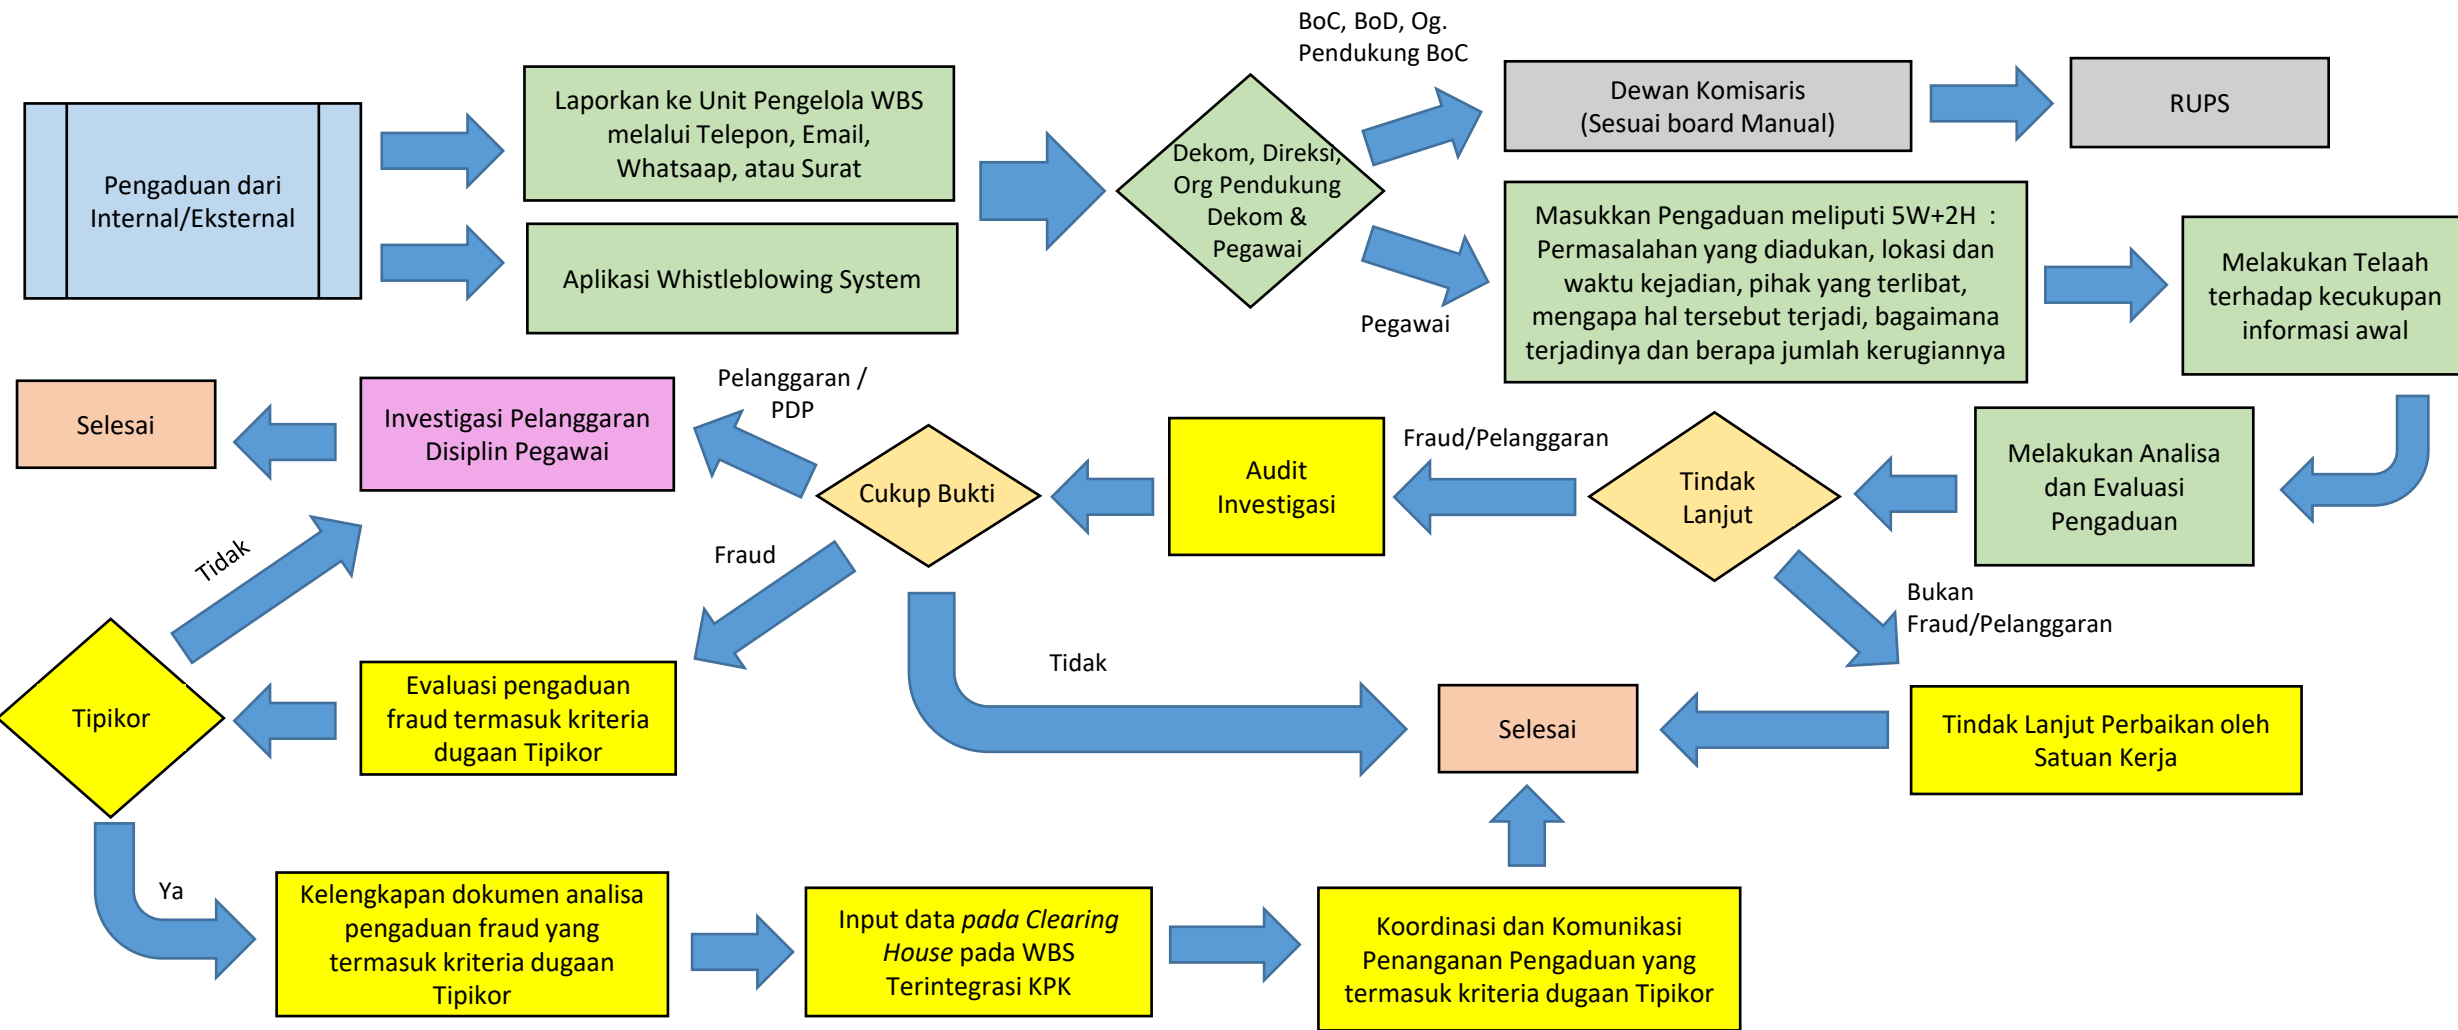 Pengaduan dari
Internal/Eksternal
Laporkan ke Unit Pengelola WBS
melalui Telepon, Email,
Whatsaap, atau Surat
Aplikasi Whistleblowing System
Dekom, Direksi,
Org Pendukung
Dekom &
Pegawai
BoC, BoD, Og.
Pendukung BoC
Dewan Komisaris
(Sesuai board Manual)
RUPS
Pegawai
Masukkan Pengaduan meliputi 5W+2H :
Permasalahan yang diadukan, lokasi dan
waktu kejadian, pihak yang terlibat,
mengapa hal tersebut terjadi, bagaimana
terjadinya dan berapa jumlah kerugiannya
Melakukan Telaah
terhadap kecukupan
informasi awal
Melakukan Analisa
dan Evaluasi
Pengaduan
Tindak
Lanjut
Fraud/Pelanggaran
Bukan
Fraud/Pelanggaran
Audit
Investigasi
Cukup Bukti
Pelanggaran /
PDP
Investigasi Pelanggaran
Disiplin Pegawai
Selesai
Fraud
Tidak
Tidak
Evaluasi pengaduan
fraud termasuk kriteria
dugaan Tipikor
Tipikor
Selesai
Tindak Lanjut Perbaikan oleh
Satuan Kerja
Ya
Kelengkapan dokumen analisa
pengaduan fraud yang
termasuk kriteria dugaan
Tipikor
Input data pada Clearing
House pada WBS
Terintegrasi KPK
Koordinasi dan Komunikasi
Penanganan Pengaduan yang
termasuk kriteria dugaan Tipikor